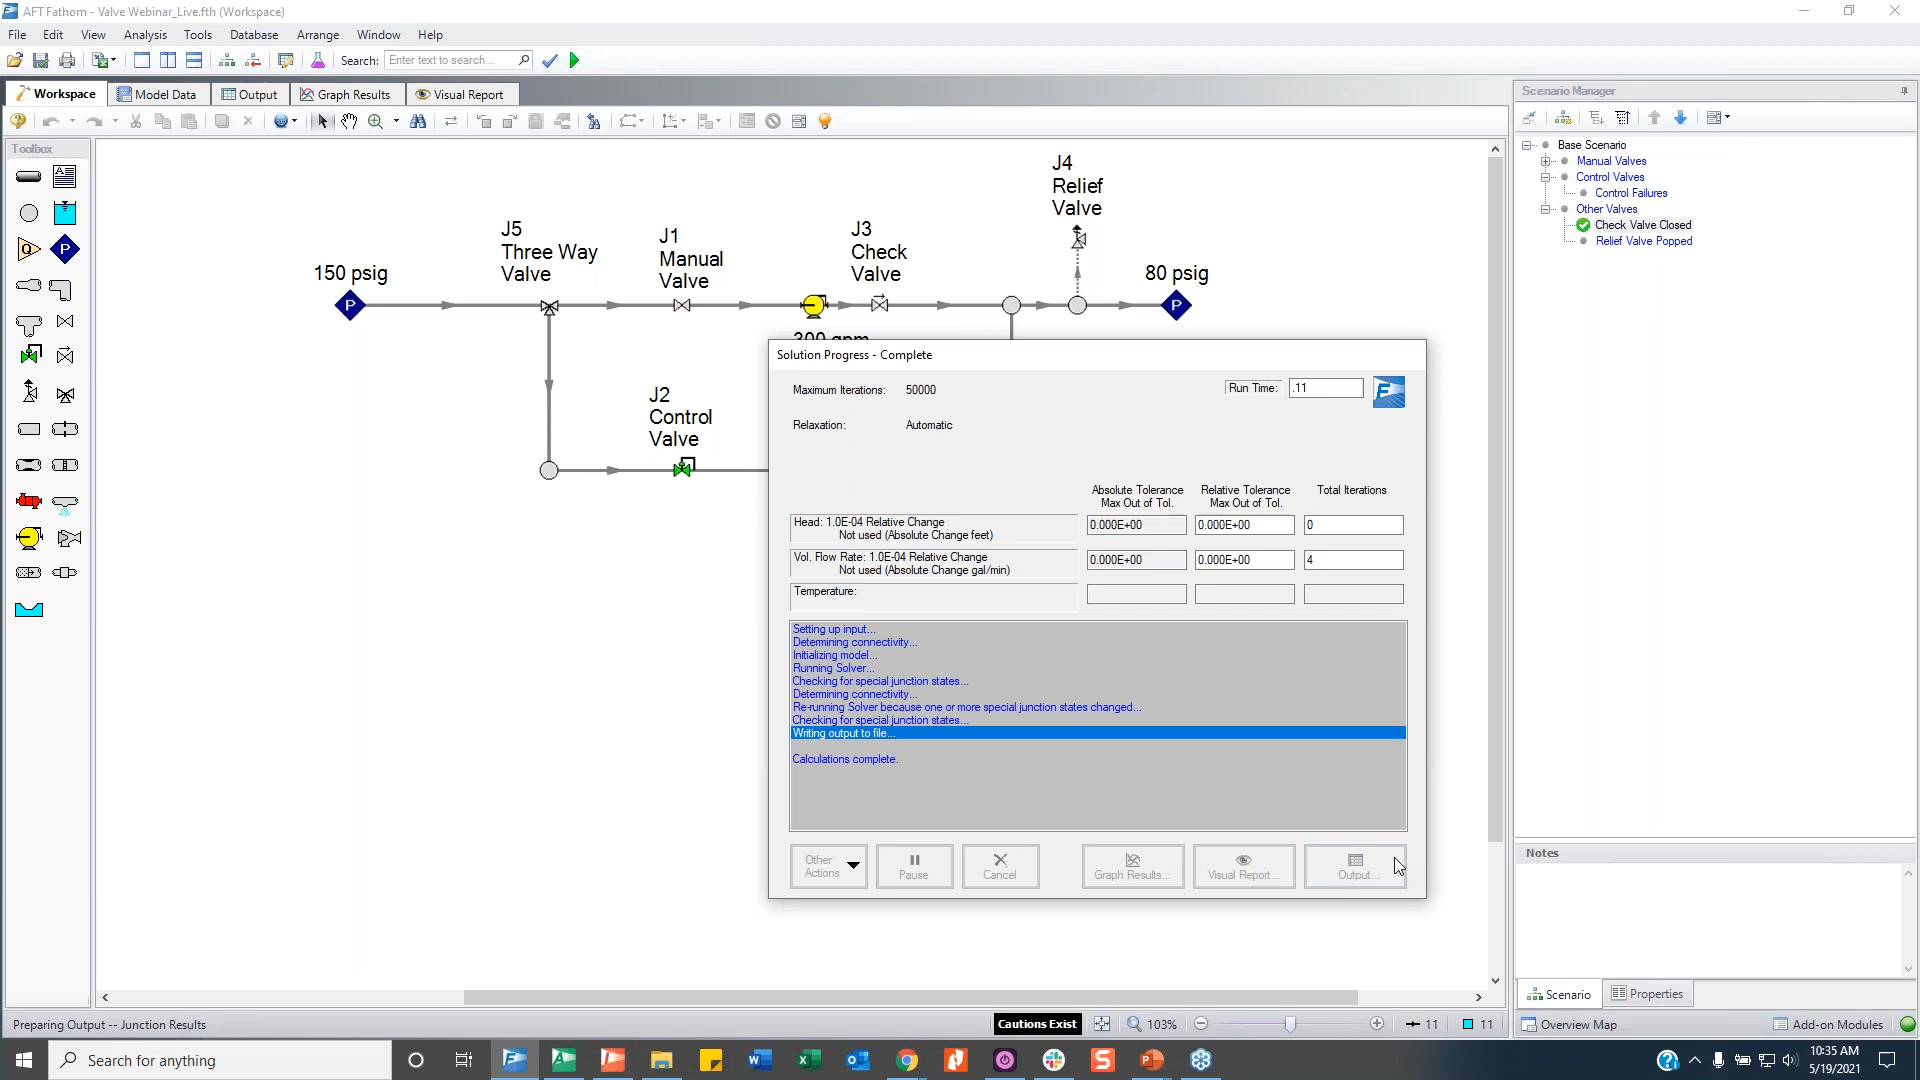 AFT Fathom - Valve Webinar_Live.fth (Workspace)
File Edit View Analysis Tools Database Arrange Window Help
Search: Enter text to search...
Workspace Model Data Output Graph Results Visual Report
Toolbox
J4
Relief
Valve
J5
Three Way
Valve
J1
Manual
Valve
J3
Check
Valve
150 psig
80 psig
J2
Control
Valve
Solution Progress - Complete
Maximum Iterations: 50000
Run Time: .11
Relaxation: Automatic
Absolute Tolerance Relative Tolerance Total Iterations
Max Out of Tol. Max Out of Tol.
Head: 1.0E-04 Relative Change 0.000E+00 0.000E+00 0
Not used (Absolute Change feet)
Vol. Flow Rate: 1.0E-04 Relative Change 0.000E+00 0.000E+00 4
Not used (Absolute Change gal/min)
Temperature:
Setting up input...
Determining connectivity...
Initializing model...
Running Solver...
Checking for special junction states...
Determining connectivity...
Re-running Solver because one or more special junction states changed...
Checking for special junction states...
Writing output to file...
Calculations complete.
Other
Actions
Pause
Cancel
Graph Results...
Visual Report...
Output...
Scenario Manager
Base Scenario
Manual Valves
Control Valves
Control Failures
Other Valves
Check Valve Closed
Relief Valve Popped
Notes
Scenario Properties
Preparing Output -- Junction Results
Cautions Exist
103%
11
11
Overview Map
Add-on Modules
Search for anything
10:35 AM
5/19/2021